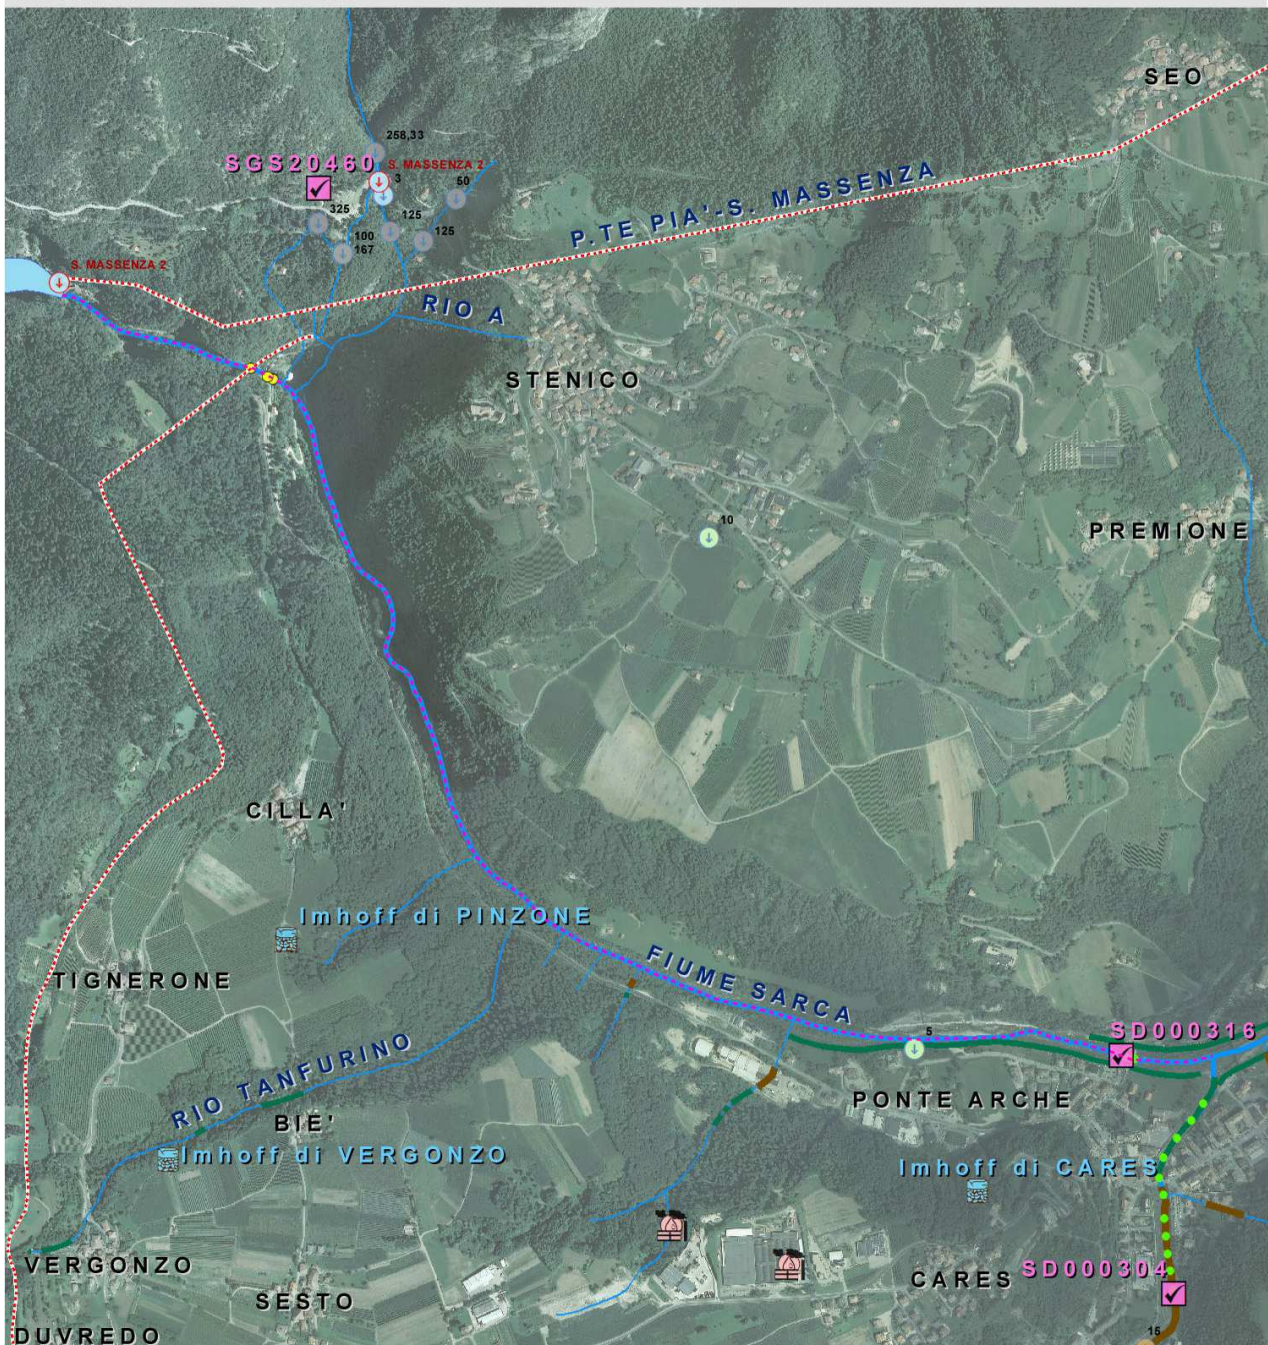 SEO
258,33
SGS20460
S. MASSENZA 2
3
50
325
125
100
125
167
P.TE PIA'-S. MASSENZA
S. MASSENZA 2
RIO A
STENICO
10
PREMIONE
CILLA'
Imhoff di PINZONE
TIGNERONE
FIUME SARCA
5
SD000316
RIO TANFURINO
PONTE ARCHE
BIE'
Imhoff di VERGONZO
Imhoff di CARES
VERGONZO
CARES
SD000304
SESTO
DUVREDO
15